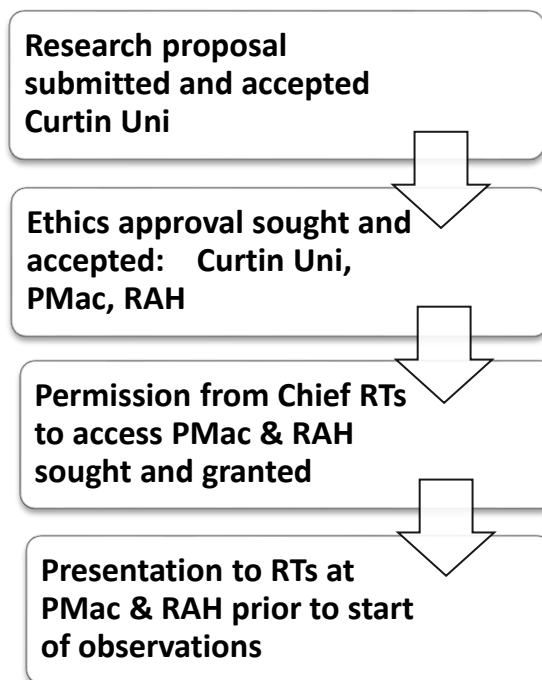 Research proposal
submitted and accepted
Curtin Uni
Ethics approval sought and
accepted: Curtin Uni,
PMac, RAH
Permission from Chief RTs
to access PMac & RAH
sought and granted
Presentation to RTs at
PMac & RAH prior to start
of observations